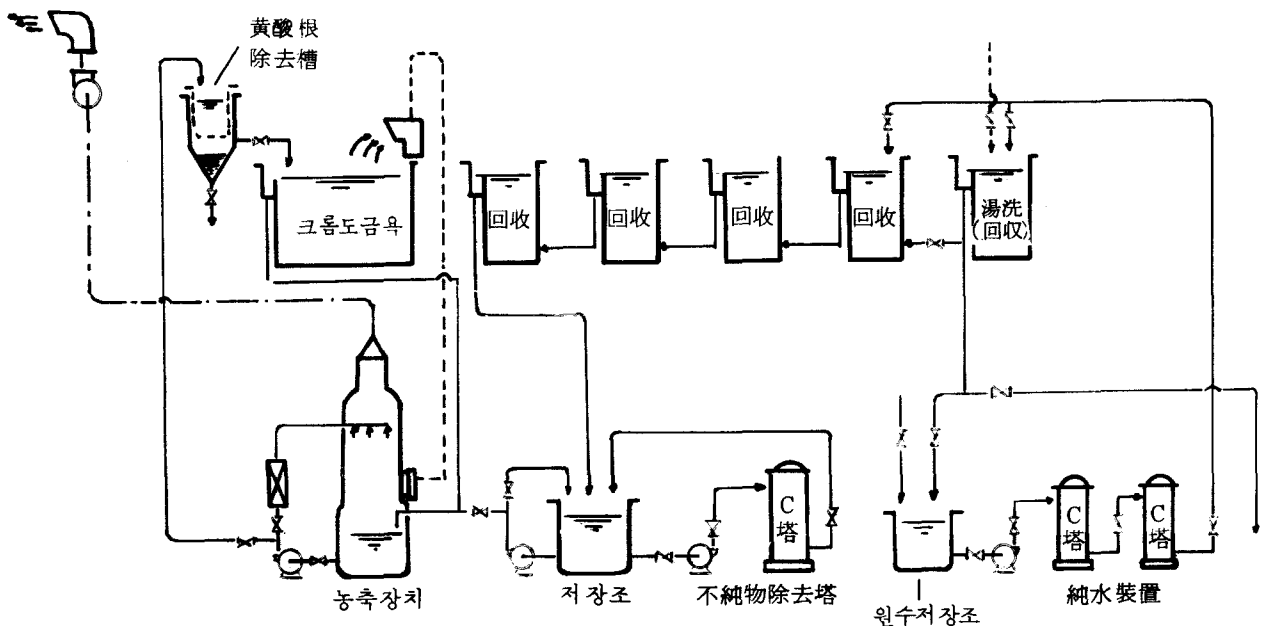 黄酸根
除去槽
크롬도금욕
回收
回收
回收
回收
湯洗
(回収)
C
塔
C
塔
C
塔
농축장치
저장조
不純物除去塔
원수저장조
純水裝置